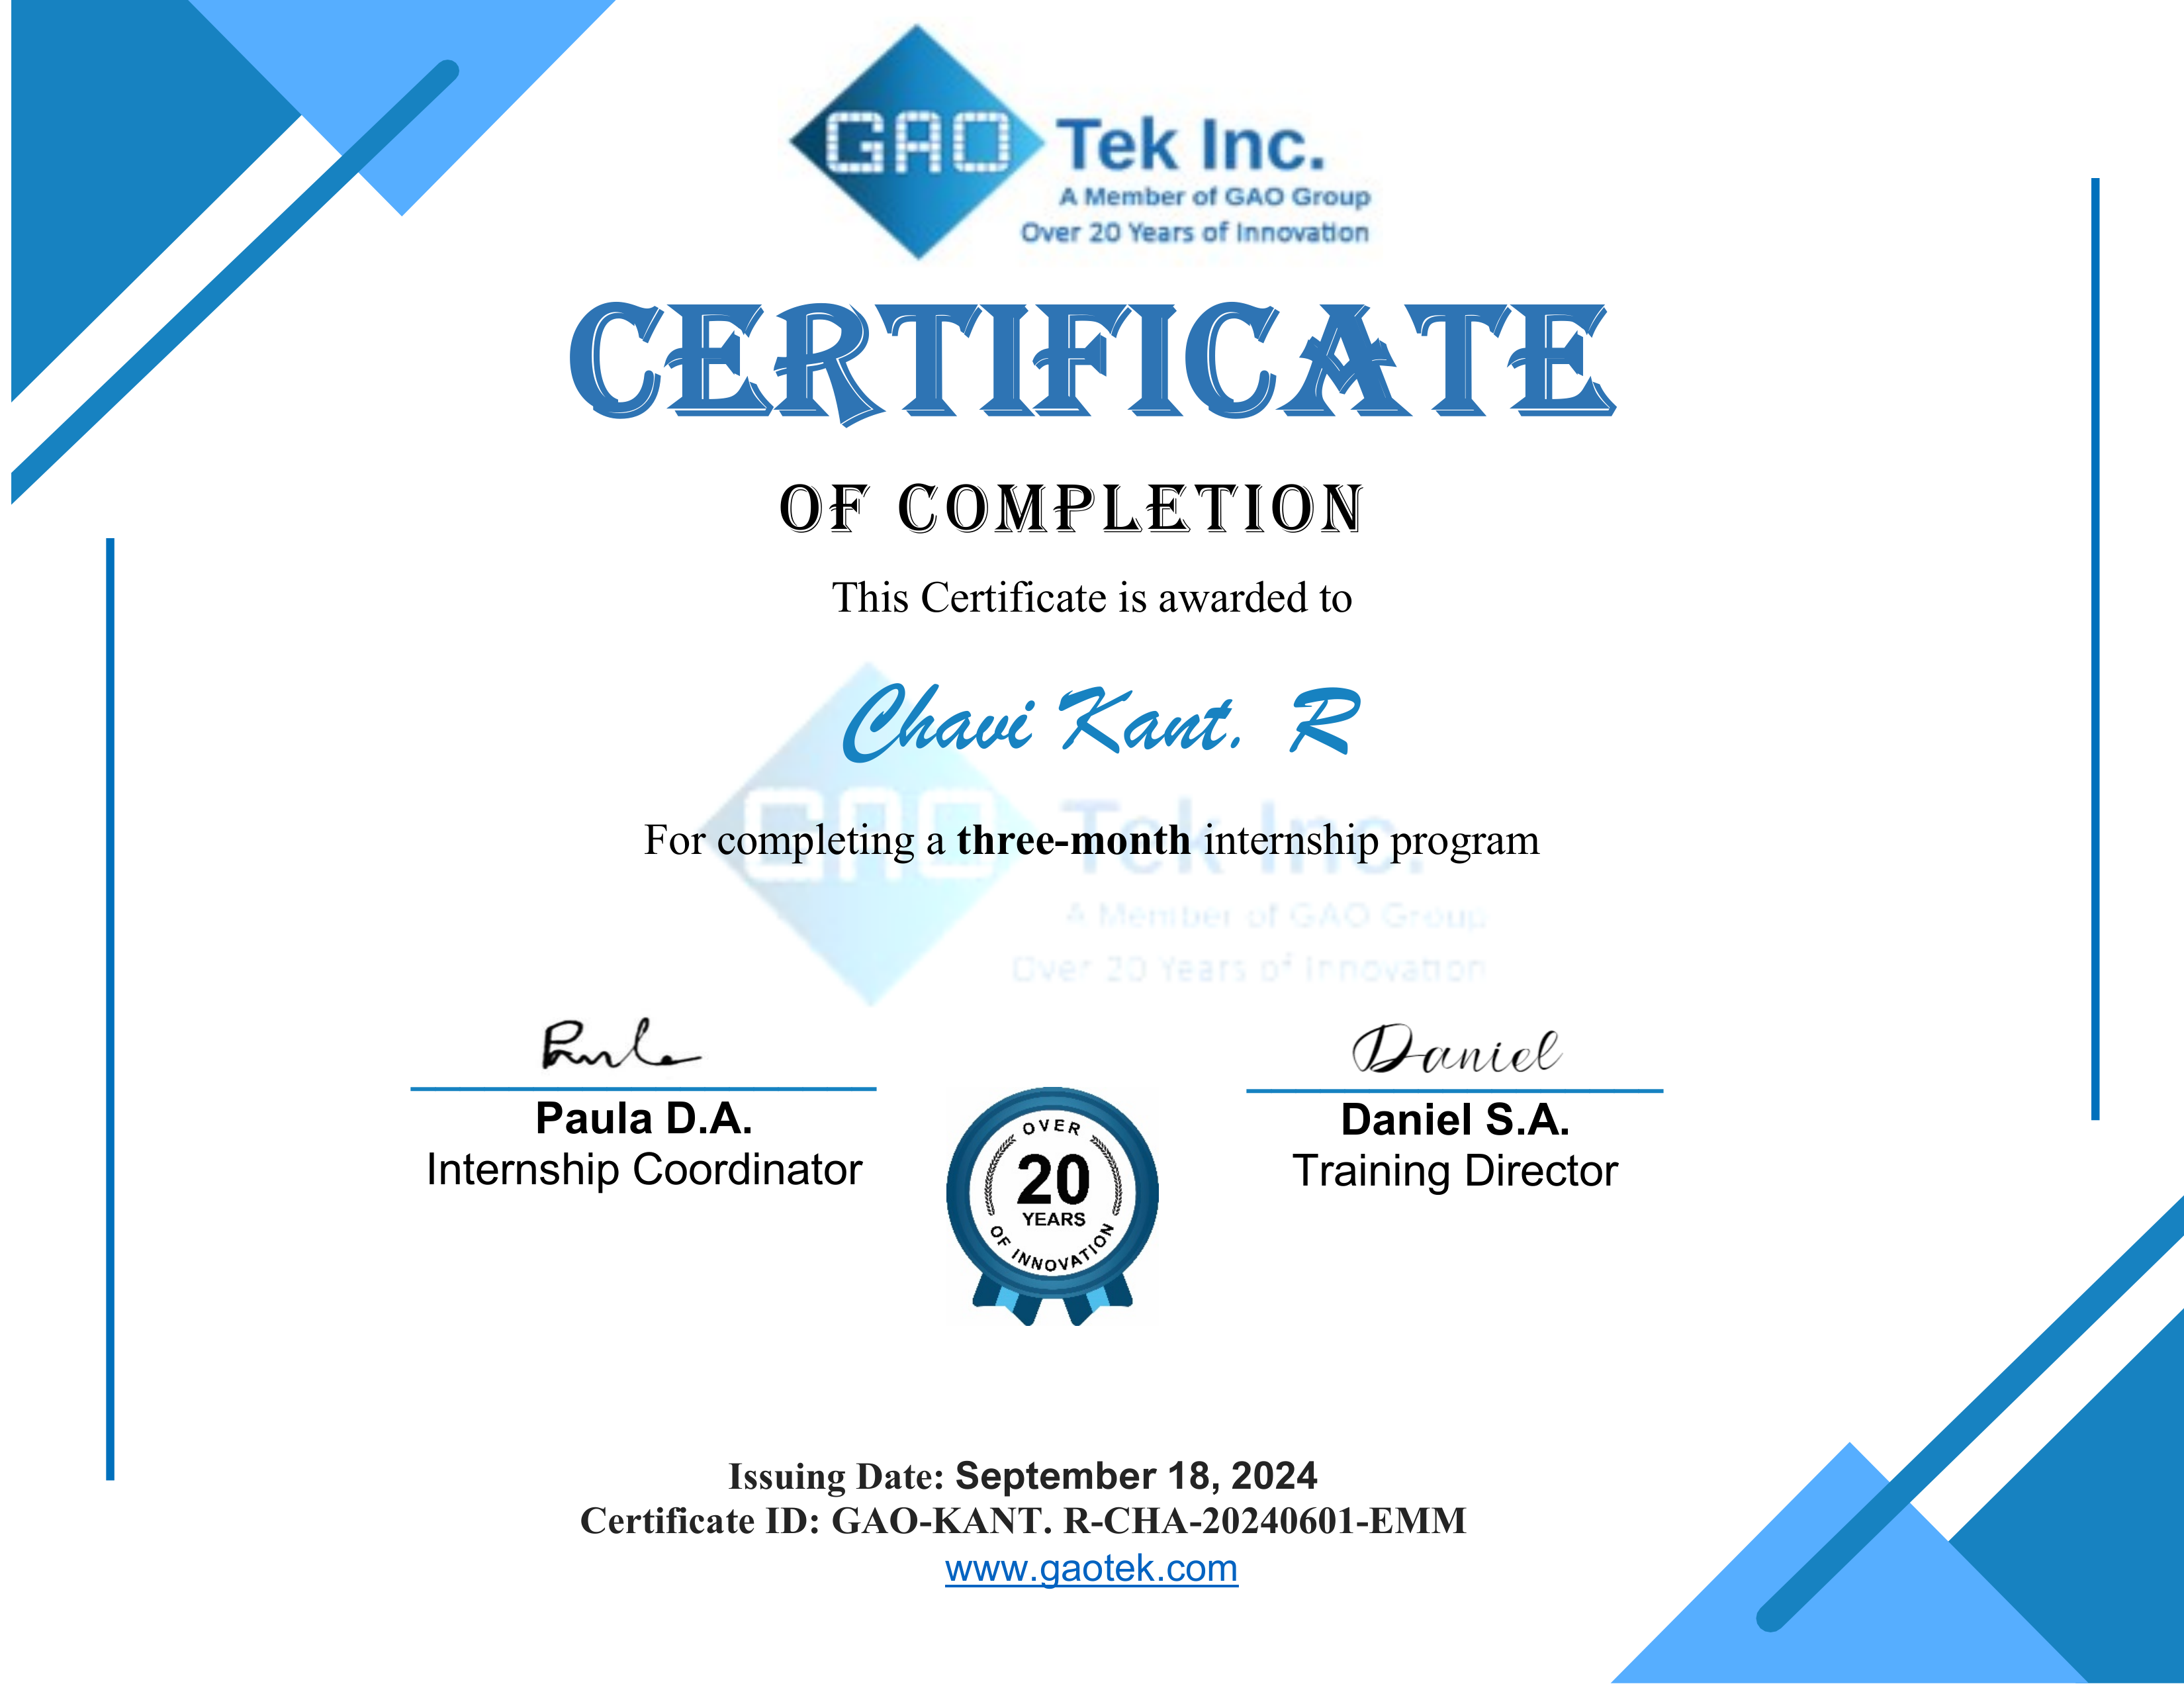 GAO Tek Inc.
A Member of GAO Group
Over 20 Years of Innovation
CERTIFICATE
OF COMPLETION
This Certificate is awarded to
Chavi Kant. R
For completing a three-month internship program
GAO Tek Inc.
A Member of GAO Group
Over 20 Years of Innovation
Paula
Daniel
Paula D.A.
Internship Coordinator
Daniel S.A.
Training Director
OVER
20
YEARS
OF INNOVATION
Issuing Date: September 18, 2024
Certificate ID: GAO-KANT. R-CHA-20240601-EMM
www.gaotek.com